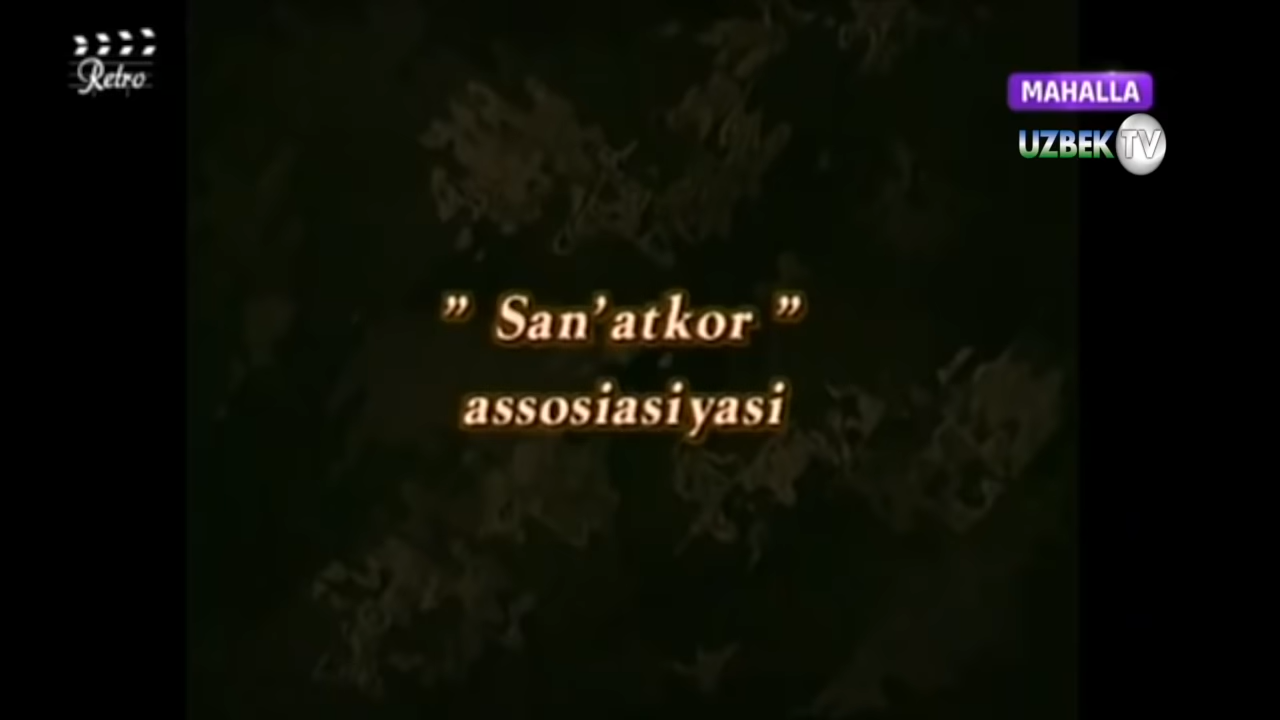 Retro
MAHALLA
UZBEK TV
” San’atkor ”
assosiasiyasi